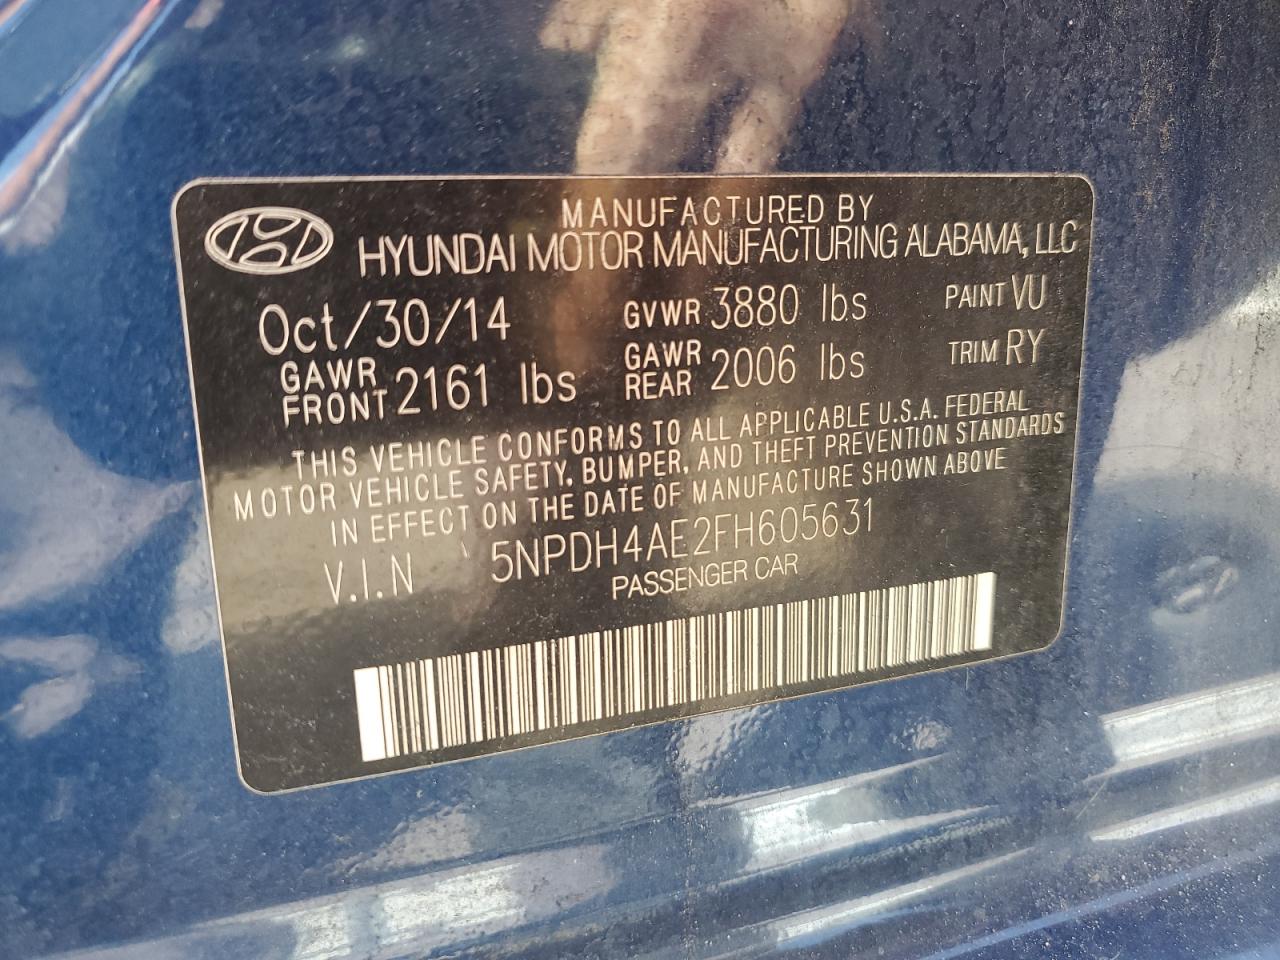 MANUFACTURED BY
HYUNDAI MOTOR MANUFACTURING ALABAMA, LLC
Oct/30/14 GVWR 3880 lbs PAINT VU
GAWR FRONT 2161 lbs GAWR REAR 2006 lbs TRIM RY
THIS VEHICLE CONFORMS TO ALL APPLICABLE U.S.A. FEDERAL
MOTOR VEHICLE SAFETY, BUMPER, AND THEFT PREVENTION STANDARDS
IN EFFECT ON THE DATE OF MANUFACTURE SHOWN ABOVE
V.I.N 5NPDH4AE2FH605631
PASSENGER CAR